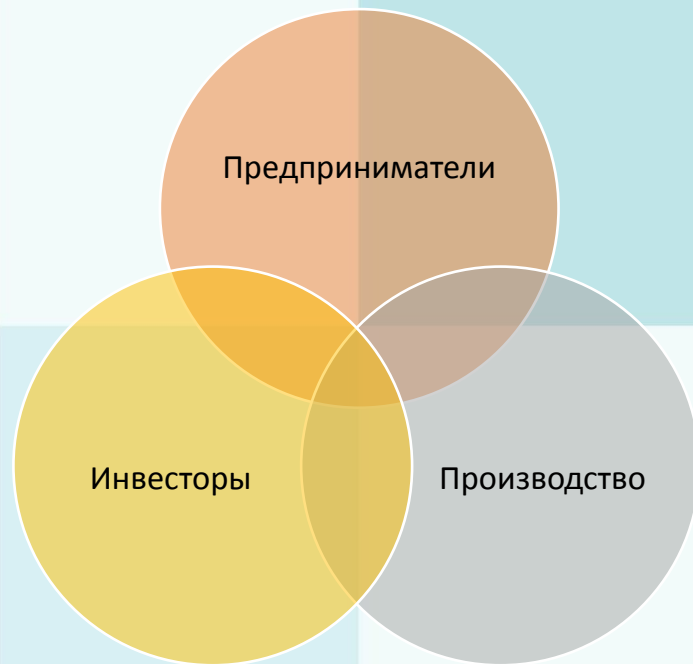 Предприниматели
Инвесторы
Производство